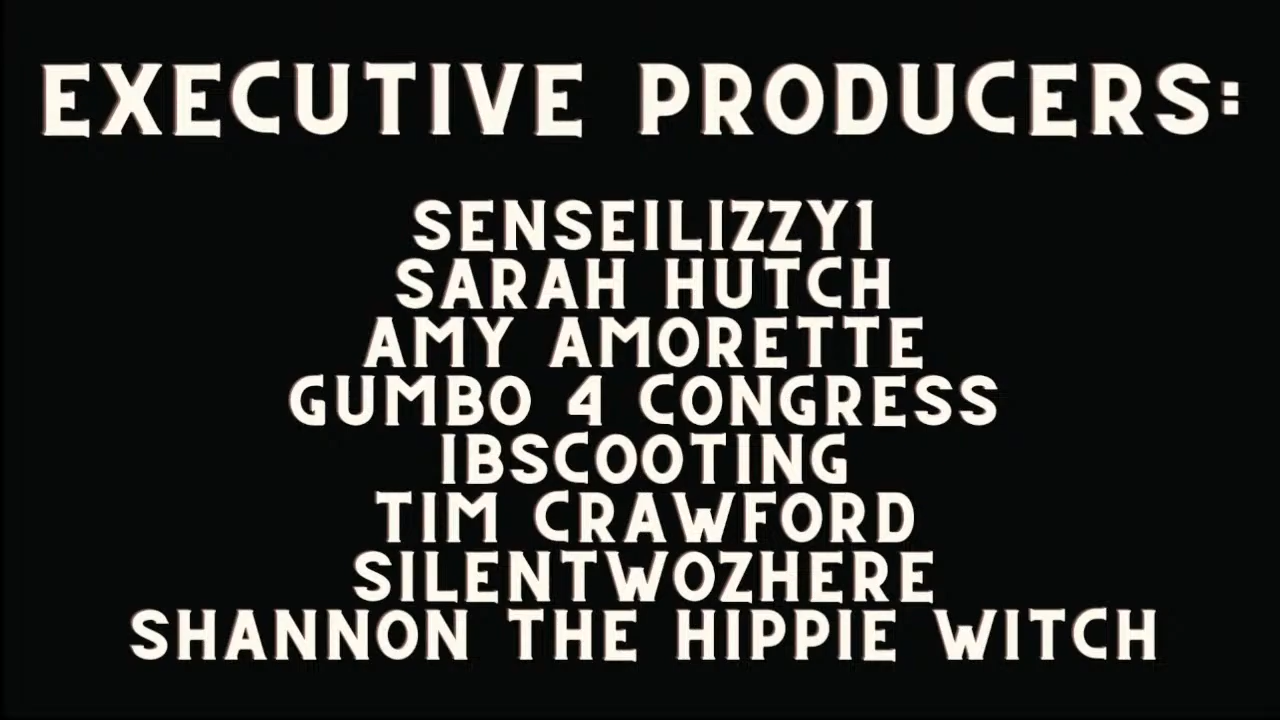 EXECUTIVE PRODUCERS:
SENSEILIZZY1
SARAH HUTCH
AMY AMORETTE
GUMBO 4 CONGRESS
IBSCOOTING
TIM CRAWFORD
SILENTWOZHERE
SHANNON THE HIPPIE WITCH